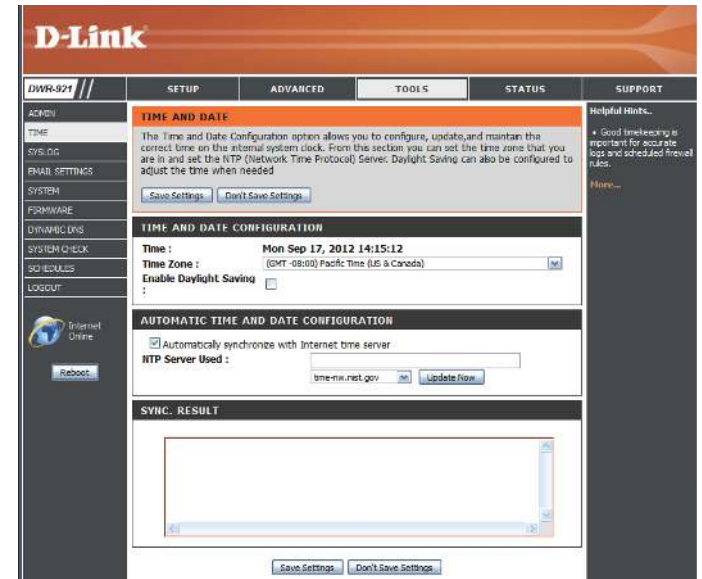 D-Link
DWR-921 //
SETUP
ADVANCED
TOOLS
STATUS
SUPPORT
ADMIN
TIME
SYSLOG
EMAIL SETTINGS
SYSTEM
FIRMWARE
DYNAMIC DNS
SYSTEM CHECK
SCHEDULES
LOGOUT
Internet
Online
Reboot
TIME AND DATE
The Time and Date Configuration option allows you to configure, update,and maintain the
correct time on the internal system clock. From this section you can set the time zone that you
are in and set the NTP (Network Time Protocol) Server. Daylight Saving can also be configured to
adjust the time when needed
Save Settings Don't Save Settings
TIME AND DATE CONFIGURATION
Time : Mon Sep 17, 2012 14:15:12
Time Zone : (GMT -08:00) Pacific Time (US & Canada)
Enable Daylight Saving
:
AUTOMATIC TIME AND DATE CONFIGURATION
Automatically synchronize with Internet time server
NTP Server Used :
time-nw.nist.gov Update Now
SYNC. RESULT
Save Settings Don't Save Settings
Helpful Hints..
• Good timekeeping is
important for accurate
logs and scheduled firewall
rules.
More...